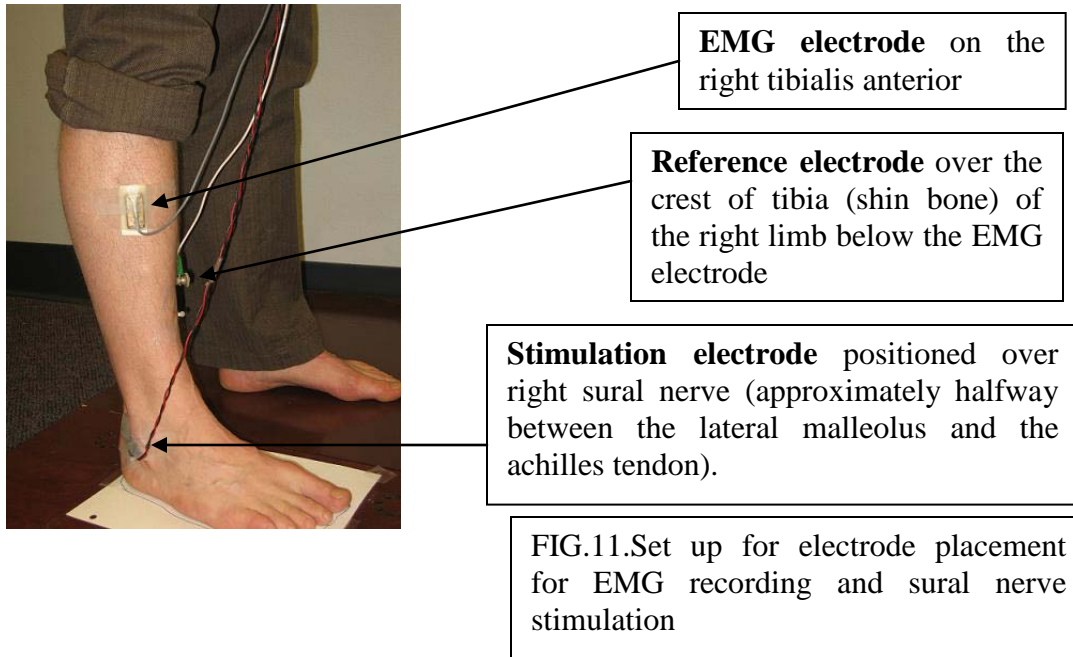 EMG electrode on the
right tibialis anterior
Reference electrode over the
crest of tibia (shin bone) of
the right limb below the EMG
electrode
Stimulation electrode positioned over
right sural nerve (approximately halfway
between the lateral malleolus and the
achilles tendon).
FIG.11.Set up for electrode placement
for EMG recording and sural nerve
stimulation